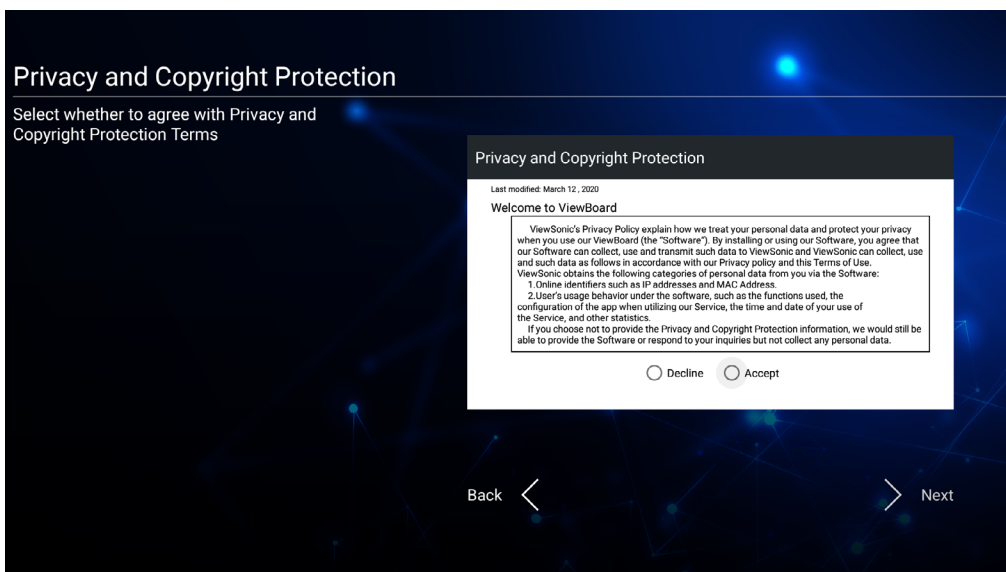 Privacy and Copyright Protection
Select whether to agree with Privacy and
Copyright Protection Terms
Privacy and Copyright Protection
Last modified: March 12 , 2020
Welcome to ViewBoard
ViewSonic's Privacy Policy explain how we treat your personal data and protect your privacy
when you use our ViewBoard (the "Software"). By installing or using our Software, you agree that
our Software can collect, use and transmit such data to ViewSonic and ViewSonic can collect, use
and such data as follows in accordance with our Privacy policy and this Terms of Use.
ViewSonic obtains the following categories of personal data from you via the Software:
1.Online identifiers such as IP addresses and MAC Address.
2.User's usage behavior under the software, such as the functions used, the
configuration of the app when utilizing our Service, the time and date of your use of
the Service, and other statistics.
If you choose not to provide the Privacy and Copyright Protection information, we would still be
able to provide the Software or respond to your inquiries but not collect any personal data.
Decline Accept
Back Next